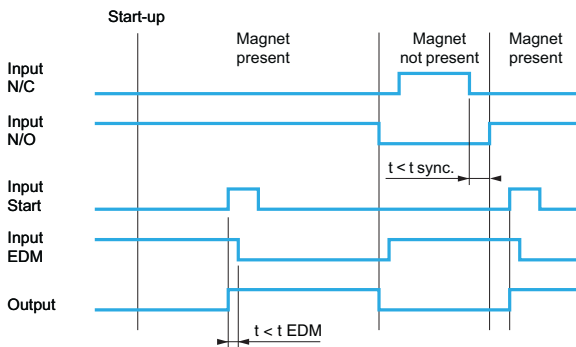 Start-up
Magnet
present
Magnet
not present
Magnet
present
Input
N/C
Input
N/O
t < t sync.
Input
Start
Input
EDM
Output
t < t EDM